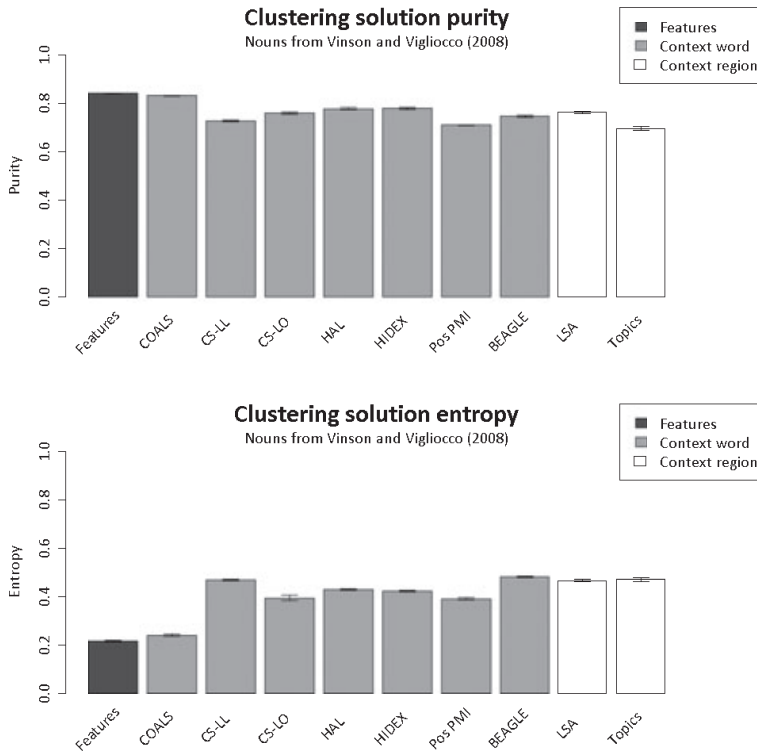 Clustering solution purity
Nouns from Vinson and Vigliocco (2008)
Features
Context word
Context region
Purity
1.0
0.8
0.6
0.4
0.2
0.0
Features
COALS
CS-LL
CS-LO
HAL
HIDEX
Pos PMI
BEAGLE
LSA
Topics
Clustering solution entropy
Nouns from Vinson and Vigliocco (2008)
Features
Context word
Context region
Entropy
1.0
0.8
0.6
0.4
0.2
0.0
Features
COALS
CS-LL
CS-LO
HAL
HIDEX
Pos PMI
BEAGLE
LSA
Topics